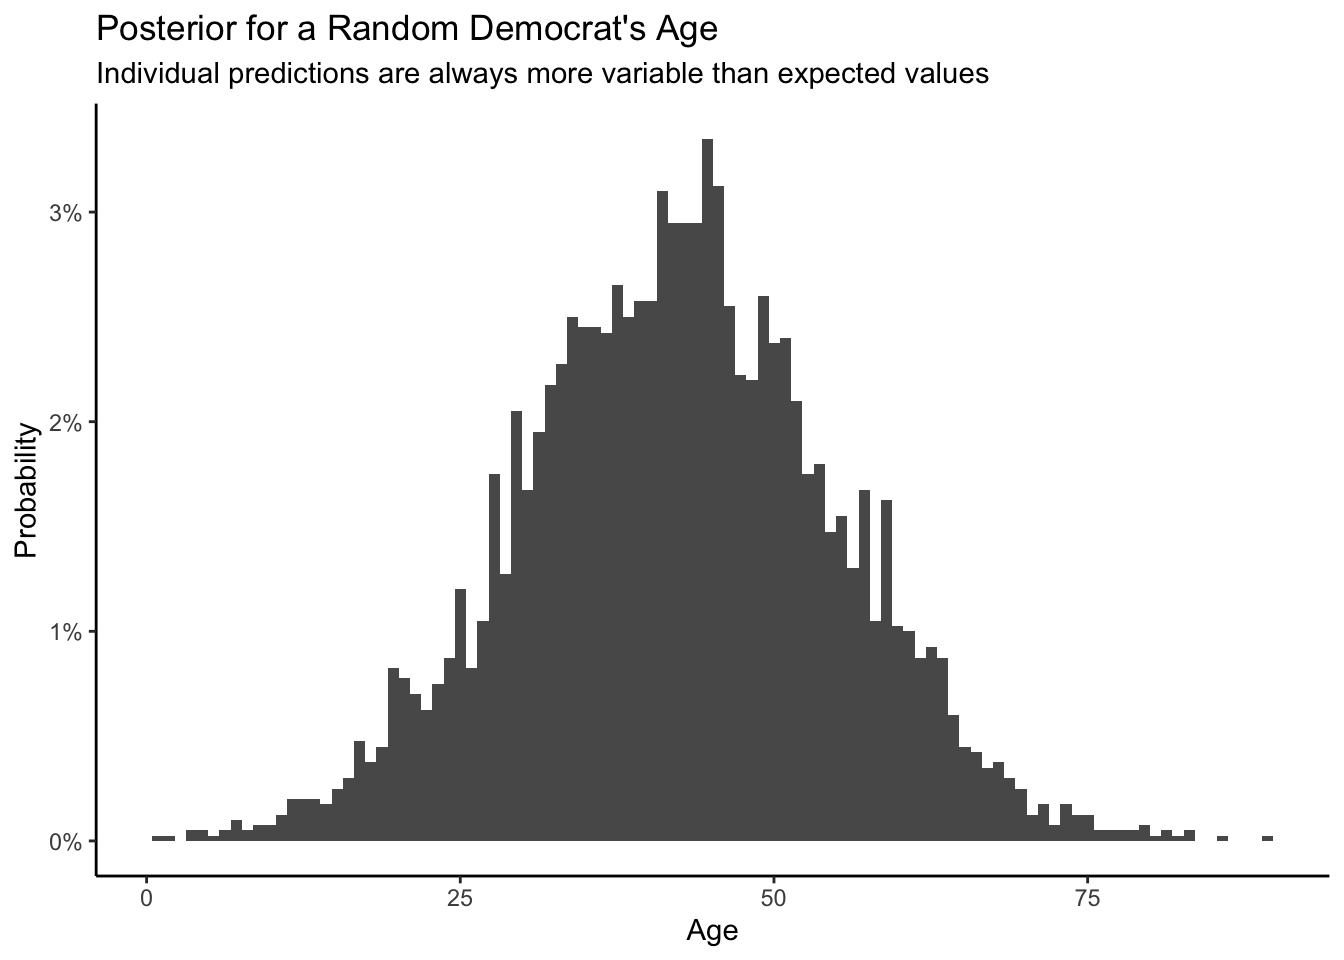 Posterior for a Random Democrat's Age
Individual predictions are always more variable than expected values
3%
2%
1%
0%
Probability
0 25 50 75
Age